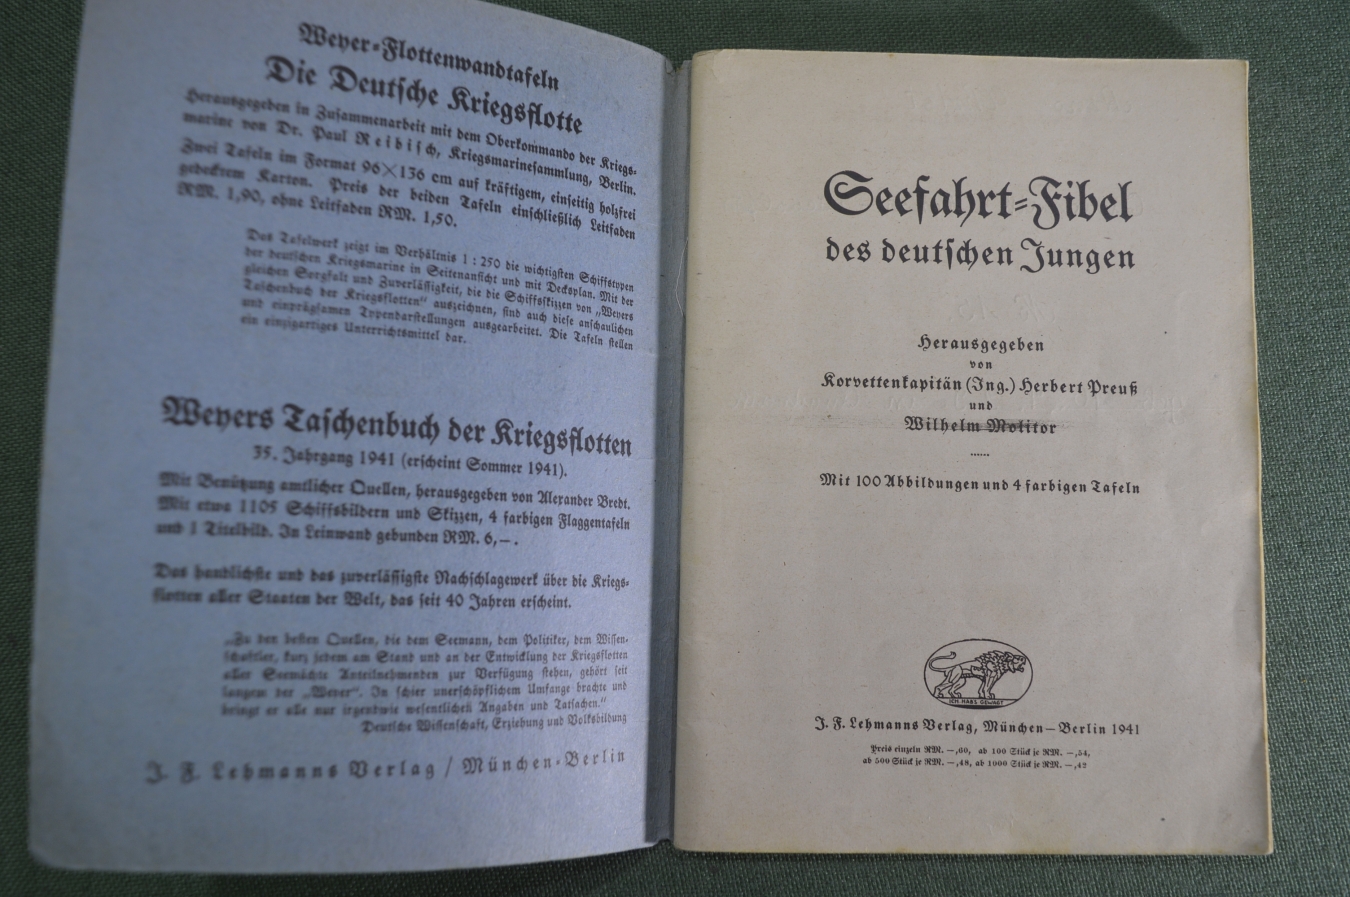 Weyer-Flottenwandtafeln
Die Deutsche Kriegsflotte
Herausgegeben in Zusammenarbeit mit dem Oberkommando der Kriegs-
marine von Dr. Paul Reibisch, Kriegsmarinesammlung, Berlin.
Zwei Tafeln im Format 96×136 cm auf kräftigem, einseitig holzfrei
gedecktem Karton. Preis der beiden Tafeln einschließlich Leitfaden
RM. 1,90, ohne Leitfaden RM. 1,50.
Das Tafelwerk zeigt im Verhältnis 1 : 250 die wichtigsten Schiffstypen
der deutschen Kriegsmarine in Seitenansicht und mit Decksplan. Mit der
gleichen Sorgfalt und Zuverlässigkeit, die die Schiffsskizzen von „Weyers
Taschenbuch der Kriegsflotten“ auszeichnen, sind auch diese anschaulichen
und einprägsamen Typendarstellungen ausgearbeitet. Die Tafeln stellen
ein einzigartiges Unterrichtsmittel dar.
Weyers Taschenbuch der Kriegsflotten
35. Jahrgang 1941 (erscheint Sommer 1941).
Mit Benützung amtlicher Quellen, herausgegeben von Alexander Bredt.
Mit etwa 1105 Schiffsbildern und Skizzen, 4 farbigen Flaggentafeln
und 1 Titelbild. In Leinwand gebunden RM. 6,—.
Das handlichste und das zuverlässigste Nachschlagewerk über die Kriegs-
flotten aller Staaten der Welt, das seit 40 Jahren erscheint.
„Zu den besten Quellen, die dem Seemann, dem Politiker, dem Wissen-
schaftler, kurz jedem am Stand und an der Entwicklung der Kriegsflotten
aller Seemächte Anteilnehmenden zur Verfügung stehen, gehört seit
langem der „Weyer“. In schier unerschöpflichem Umfange brachte und
bringt er alle nur irgendwie wesentlichen Angaben und Tatsachen.“
Deutsche Wissenschaft, Erziehung und Volksbildung
J. F. Lehmanns Verlag / München-Berlin
Seefahrt-Fibel
des deutschen Jungen
Herausgegeben
von
Korvettenkapitän (Ing.) Herbert Preuß
und
Wilhelm Molitor
Mit 100 Abbildungen und 4 farbigen Tafeln
ICH HABS GEWAGT
J. F. Lehmanns Verlag, München—Berlin 1941
Preis einzeln RM. —,60, ab 100 Stück je RM. —,54,
ab 500 Stück je RM. —,48, ab 1000 Stück je RM. —,42